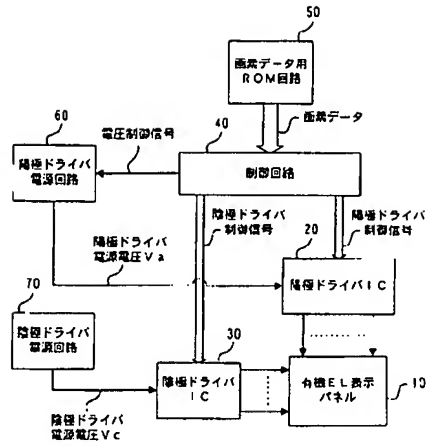 50
画素データ用
ROM回路
60
電圧制御信号
40
画素データ
陽極ドライバ
電源回路
制御回路
陰極ドライバ
制御信号
陽極ドライバ
制御信号
20
陽極ドライバ
電源電圧Va
70
陽極ドライバIC
陰極ドライバ
電源回路
30
陰極ドライバ
IC
有機EL表示
パネル
10
陰極ドライバ
電源電圧Vc